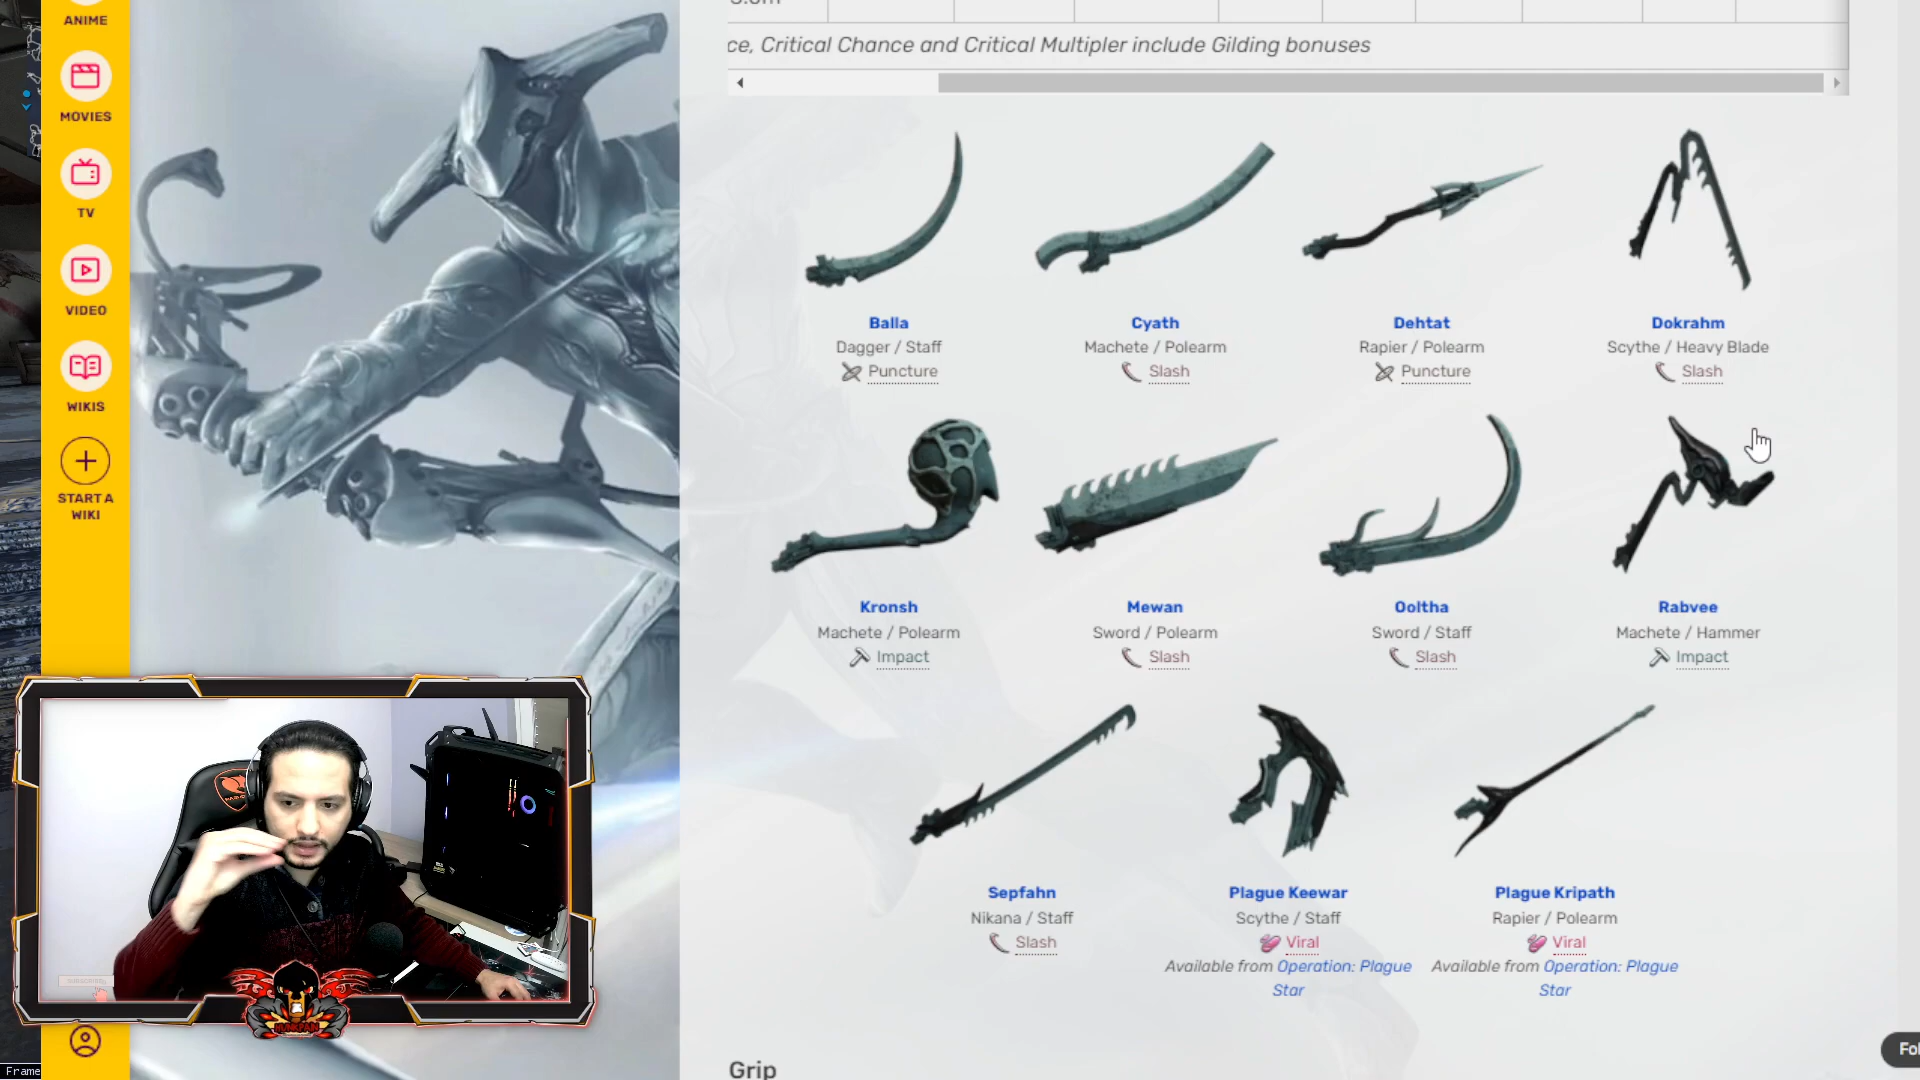 ANIME
MOVIES
TV
VIDEO
WIKIS
START A
WIKI
ce, Critical Chance and Critical Multipler include Gilding bonuses
Balla
Dagger / Staff
Puncture
Cyath
Machete / Polearm
Slash
Dehtat
Rapier / Polearm
Puncture
Dokrahm
Scythe / Heavy Blade
Slash
Kronsh
Machete / Polearm
Impact
Mewan
Sword / Polearm
Slash
Ooltha
Sword / Staff
Slash
Rabvee
Machete / Hammer
Impact
Sepfahn
Nikana / Staff
Slash
Plague Keewar
Scythe / Staff
Viral
Available from Operation: Plague
Star
Plague Kripath
Rapier / Polearm
Viral
Available from Operation: Plague
Star
Grip
Fol
Frame